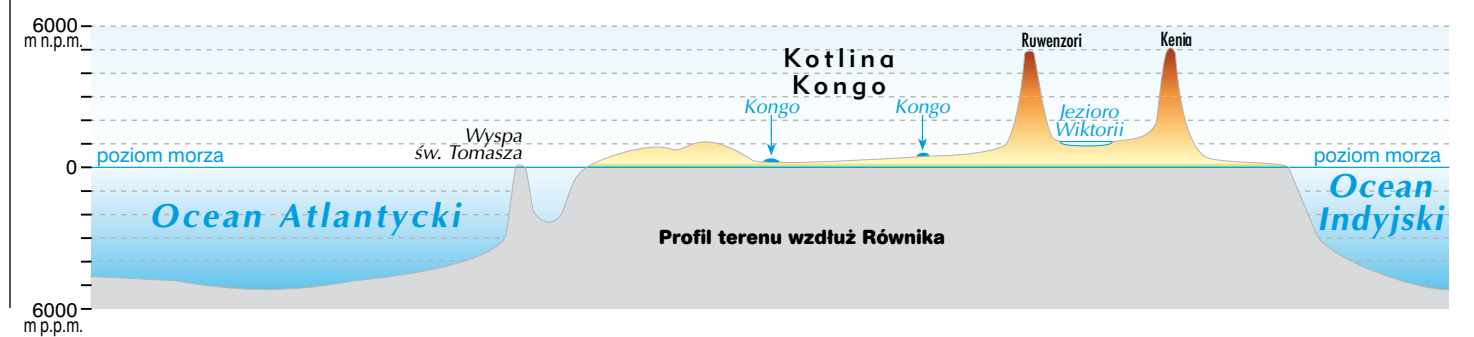 6000
m n.p.m.
Ruwenzori
Kenia
Kotlina
Kongo
Kongo
Kongo
Jezioro
Wiktorii
Wyspa
św. Tomasza
poziom morza
poziom morza
0
Ocean Atlantycki
Ocean
Indyjski
Profil terenu wzdłuż Równika
6000
m p.p.m.